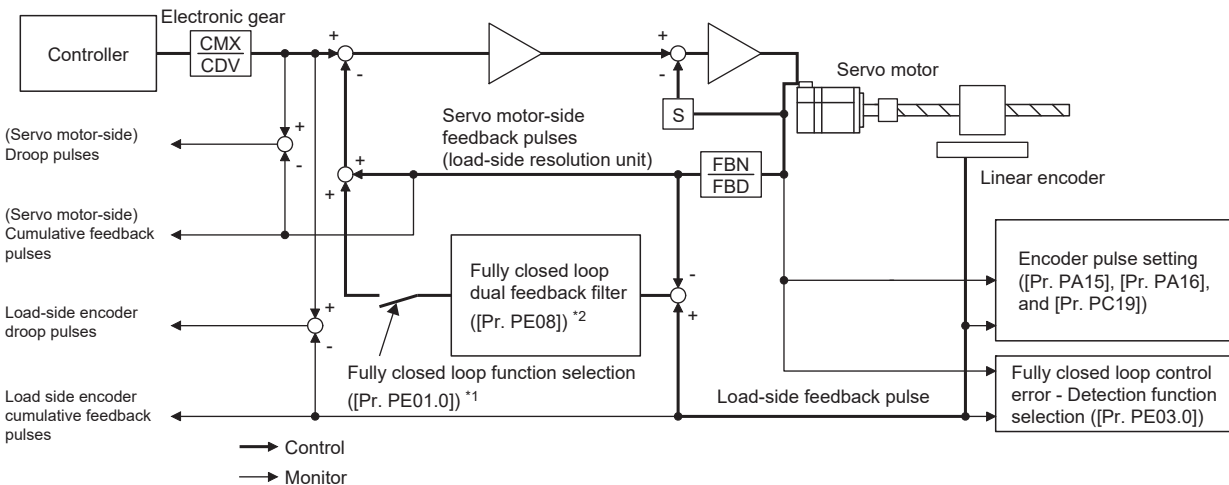 Electronic gear
Controller
CMX
CDV
+
-
+
-
S
Servo motor
Servo motor-side
feedback pulses
(load-side resolution unit)
FBN
FBD
Linear encoder
(Servo motor-side)
Droop pulses
+
-
+
+
(Servo motor-side)
Cumulative feedback
pulses
Fully closed loop
dual feedback filter
([Pr. PE08]) *2
-
+
Encoder pulse setting
([Pr. PA15], [Pr. PA16],
and [Pr. PC19])
Load-side encoder
droop pulses
+
-
Fully closed loop function selection
([Pr. PE01.0]) *1
Load-side feedback pulse
Fully closed loop control
error - Detection function
selection ([Pr. PE03.0])
Load side encoder
cumulative feedback
pulses
Control
Monitor